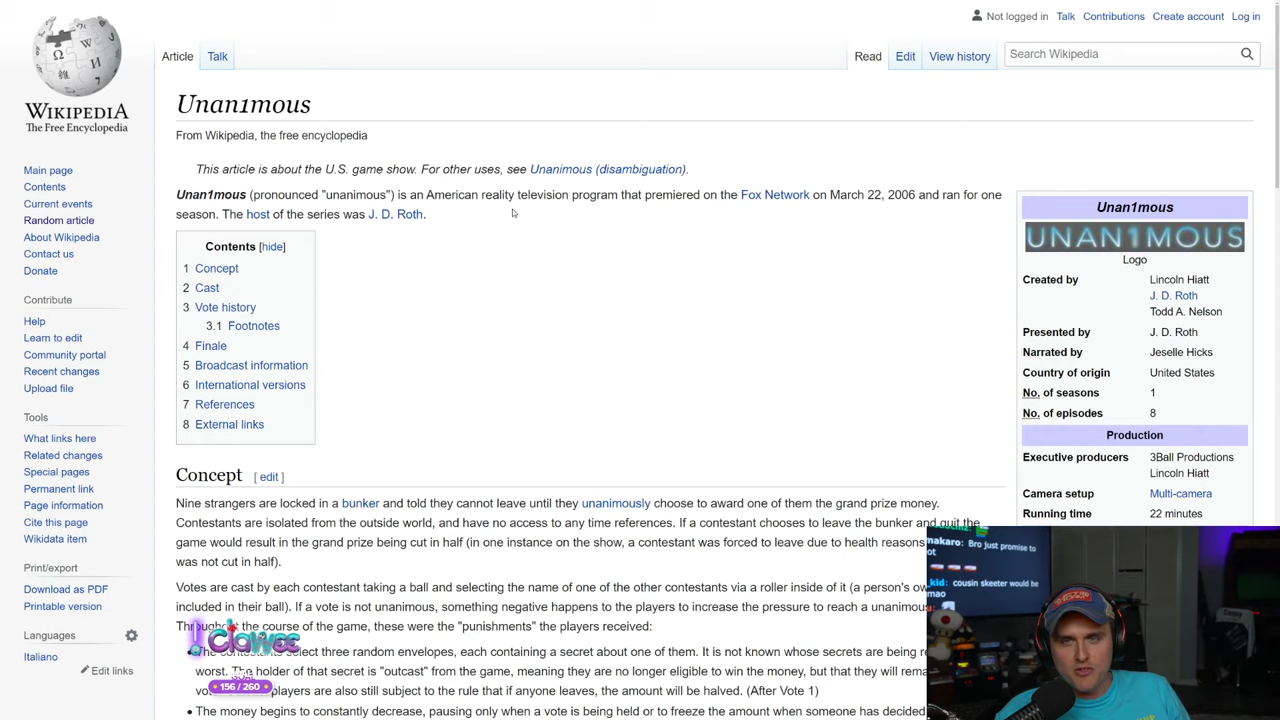 Not logged in Talk Contributions Create account Log in
Article Talk Read Edit View history Search Wikipedia
WIKIPEDIA
The Free Encyclopedia
Main page
Contents
Current events
Random article
About Wikipedia
Contact us
Donate
Contribute
Help
Learn to edit
Community portal
Recent changes
Upload file
Tools
What links here
Related changes
Special pages
Permanent link
Page information
Cite this page
Wikidata item
Print/export
Download as PDF
Printable version
Languages
Italiano
Edit links
Unan1mous
From Wikipedia, the free encyclopedia
This article is about the U.S. game show. For other uses, see Unanimous (disambiguation).
Unan1mous (pronounced "unanimous") is an American reality television program that premiered on the Fox Network on March 22, 2006 and ran for one
season. The host of the series was J. D. Roth.
Contents [hide]
1 Concept
2 Cast
3 Vote history
3.1 Footnotes
4 Finale
5 Broadcast information
6 International versions
7 References
8 External links
Unan1mous
UNAN1MOUS
Logo
Created by Lincoln Hiatt
J. D. Roth
Todd A. Nelson
Presented by J. D. Roth
Narrated by Jeselle Hicks
Country of origin United States
No. of seasons 1
No. of episodes 8
Production
Executive producers 3Ball Productions
Lincoln Hiatt
Camera setup Multi-camera
Running time 22 minutes
Concept [ edit ]
Nine strangers are locked in a bunker and told they cannot leave until they unanimously choose to award one of them the grand prize money.
Contestants are isolated from the outside world, and have no access to any time references. If a contestant chooses to leave the bunker and quit the
game would result in the grand prize being cut in half (in one instance on the show, a contestant was forced to leave due to health reasons
was not cut in half).
Votes are cast by each contestant taking a ball and selecting the name of one of the other contestants via a roller inside of it (a person's
included in their ball). If a vote is not unanimous, something negative happens to the players to increase the pressure to reach a
Throughout the course of the game, these were the "punishments" the players received:
select three random envelopes, each containing a secret about one of them. It is not known whose secrets are being
worst. The holder of that secret is "outcast" from the game, meaning they are no longer eligible to win the money, but that they will
players are also still subject to the rule that if anyone leaves, the amount will be halved. (After Vote 1)
• The money begins to constantly decrease, pausing only when a vote is being held or to freeze the amount when someone has decided
Clawee
156 / 260
makaro: Bro just promise to
kid: cousin skeeter would be